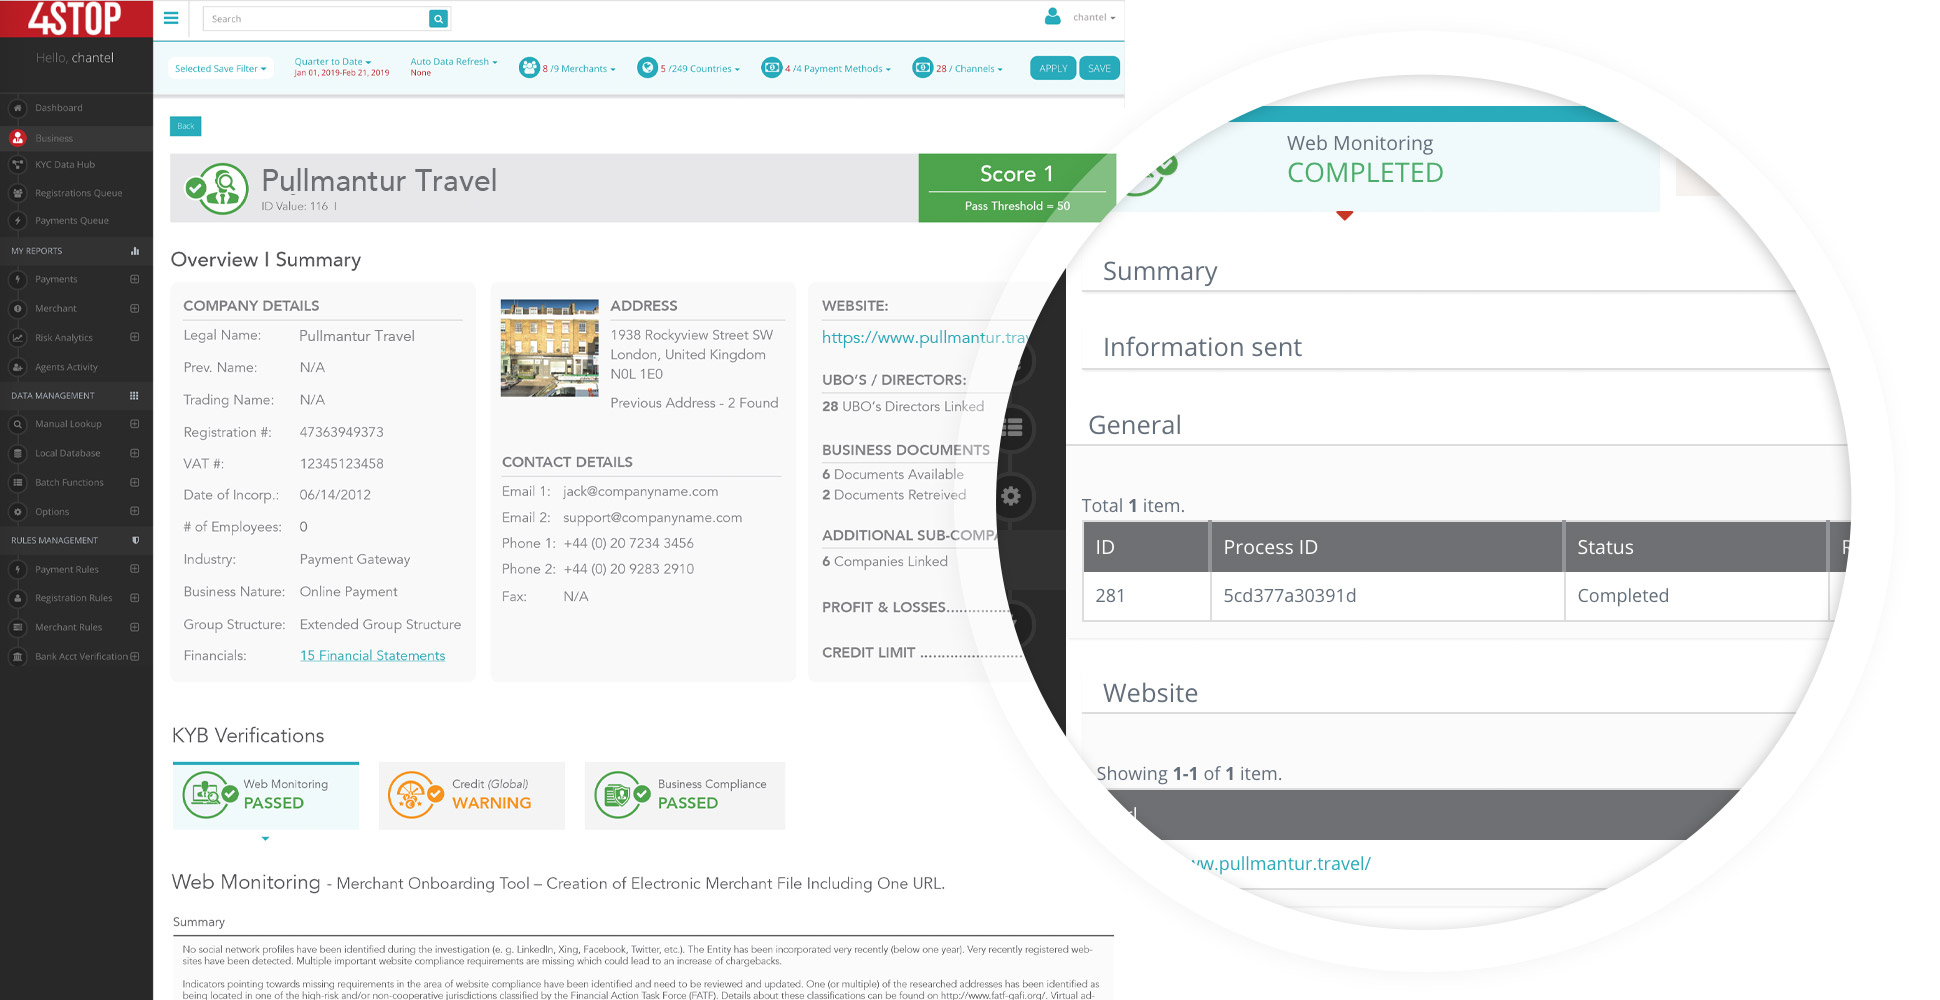 4STOP
Hello, chantel
Dashboard
Business
KYC Data Hub
Registrations Queue
Payments Queue
MY REPORTS
Payments
Merchant
Risk Analytics
Agents Activity
DATA MANAGEMENT
Manual Lookup
Local Database
Batch Functions
Options
RULES MANAGEMENT
Payment Rules
Registration Rules
Merchant Rules
Bank Acct Verification
Search
chantel
Selected Save Filter
Quarter to Date
Jan 01, 2019-Feb 21, 2019
Auto Data Refresh
None
8 /9 Merchants
5 /249 Countries
4 /4 Payment Methods
28 / Channels
APPLY
SAVE
Back
Pullmantur Travel
ID Value: 116 I
Score 1
Pass Threshold = 50
Overview I Summary
COMPANY DETAILS
Legal Name: Pullmantur Travel
Prev. Name: N/A
Trading Name: N/A
Registration #: 47363949373
VAT #: 12345123458
Date of Incorp.: 06/14/2012
# of Employees: 0
Industry: Payment Gateway
Business Nature: Online Payment
Group Structure: Extended Group Structure
Financials: 15 Financial Statements
ADDRESS
1938 Rockyview Street SW
London, United Kingdom
N0L 1E0
Previous Address - 2 Found
CONTACT DETAILS
Email 1: jack@companyname.com
Email 2: support@companyname.com
Phone 1: +44 (0) 20 7234 3456
Phone 2: +44 (0) 20 9283 2910
Fax: N/A
WEBSITE:
https://www.pullmantur.tra
UBO'S / DIRECTORS:
28 UBO's Directors Linked
BUSINESS DOCUMENTS
6 Documents Available
2 Documents Retreived
ADDITIONAL SUB-COMPA
6 Companies Linked
PROFIT & LOSSES.............
CREDIT LIMIT .....................
KYB Verifications
Web Monitoring
PASSED
Credit (Global)
WARNING
Business Compliance
PASSED
Web Monitoring - Merchant Onboarding Tool – Creation of Electronic Merchant File Including One URL.
Summary
No social network profiles have been identified during the investigation (e. g. LinkedIn, Xing, Facebook, Twitter, etc.). The Entity has been incorporated very recently (below one year). Very recently registered web-
sites have been detected. Multiple important website compliance requirements are missing which could lead to an increase of chargebacks.
Indicators pointing towards missing requirements in the area of website compliance have been identified and need to be reviewed and updated. One (or multiple) of the researched addresses has been identified as
being located in one of the high-risk and/or non-cooperative jurisdictions classified by the Financial Action Task Force (FATF). Details about these classifications can be found on http://www.fatf-gafi.org/. Virtual ad-
Web Monitoring
COMPLETED
Summary
Information sent
General
Total 1 item.
ID Process ID Status
281 5cd377a30391d Completed
Website
Showing 1-1 of 1 item.
w.pullmantur.travel/